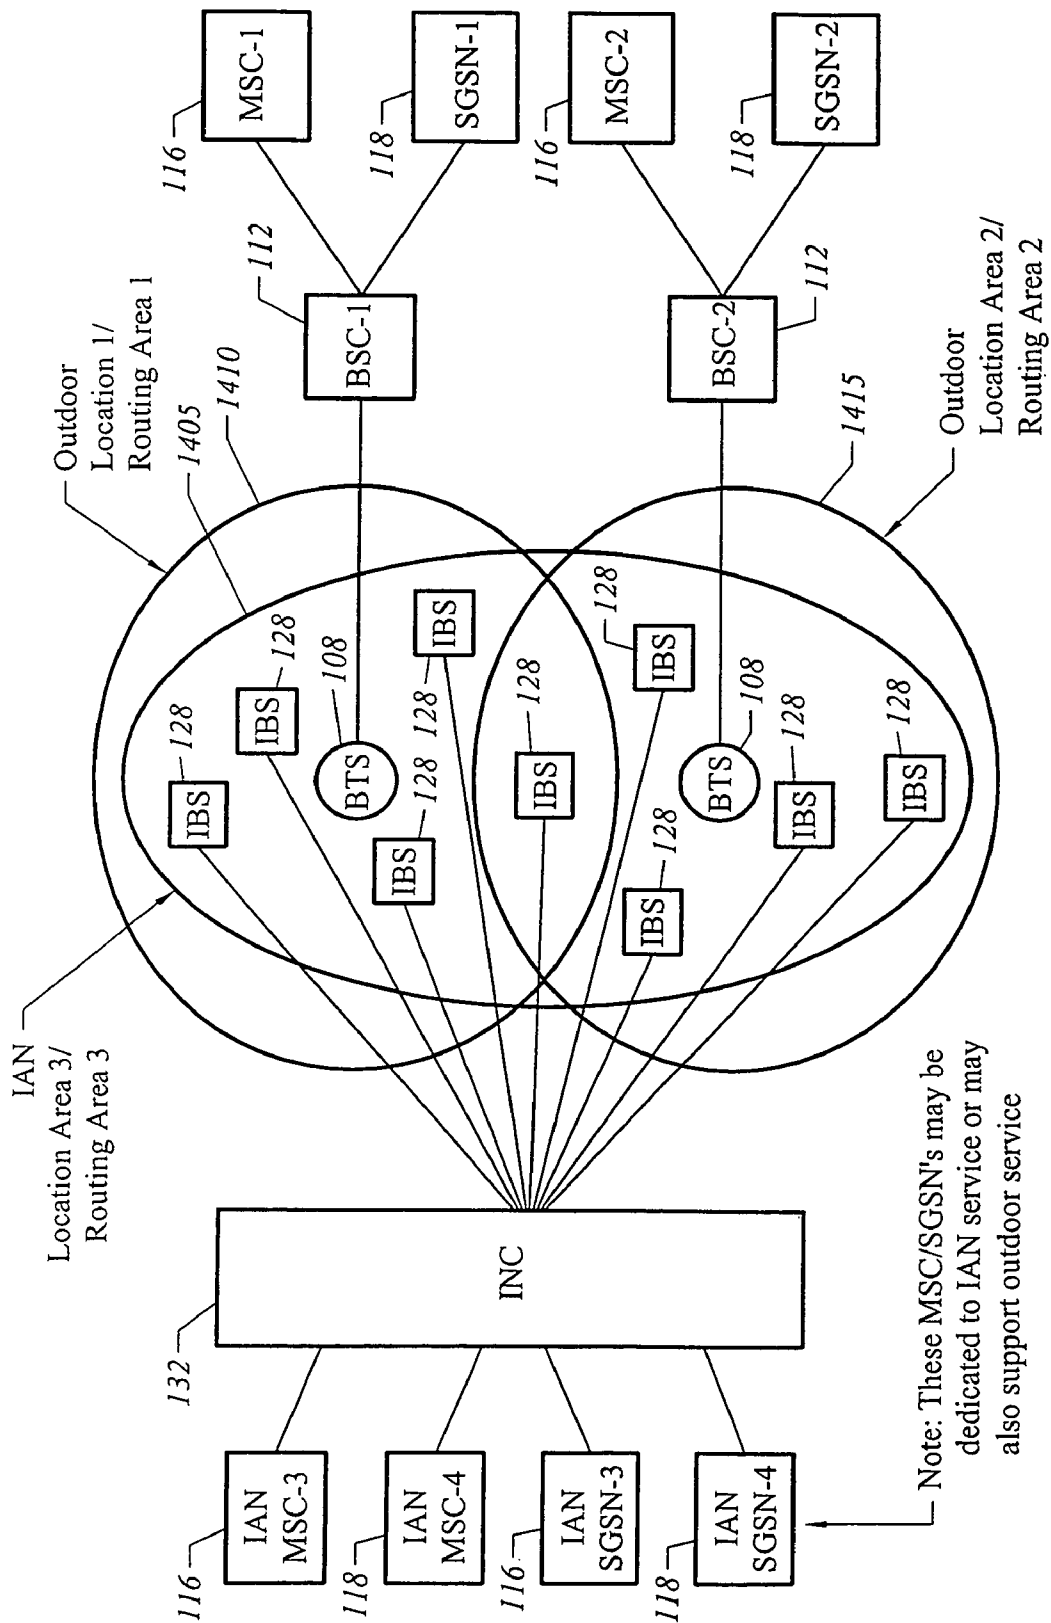 IAN
Location Area 3/
Routing Area 3
Outdoor
Location 1/
Routing Area 1
1405
1410
132
INC
116
IAN
MSC-3
118
IAN
MSC-4
116
IAN
SGSN-3
118
IAN
SGSN-4
128
IBS
128
IBS
108
BTS
128
IBS
128
IBS
128
IBS
128
IBS
128
IBS
108
BTS
128
IBS
128
IBS
112
BSC-1
116
MSC-1
118
SGSN-1
BSC-2
112
116
MSC-2
118
SGSN-2
1415
Outdoor
Location Area 2/
Routing Area 2
Note: These MSC/SGSN's may be
dedicated to IAN service or may
also support outdoor service